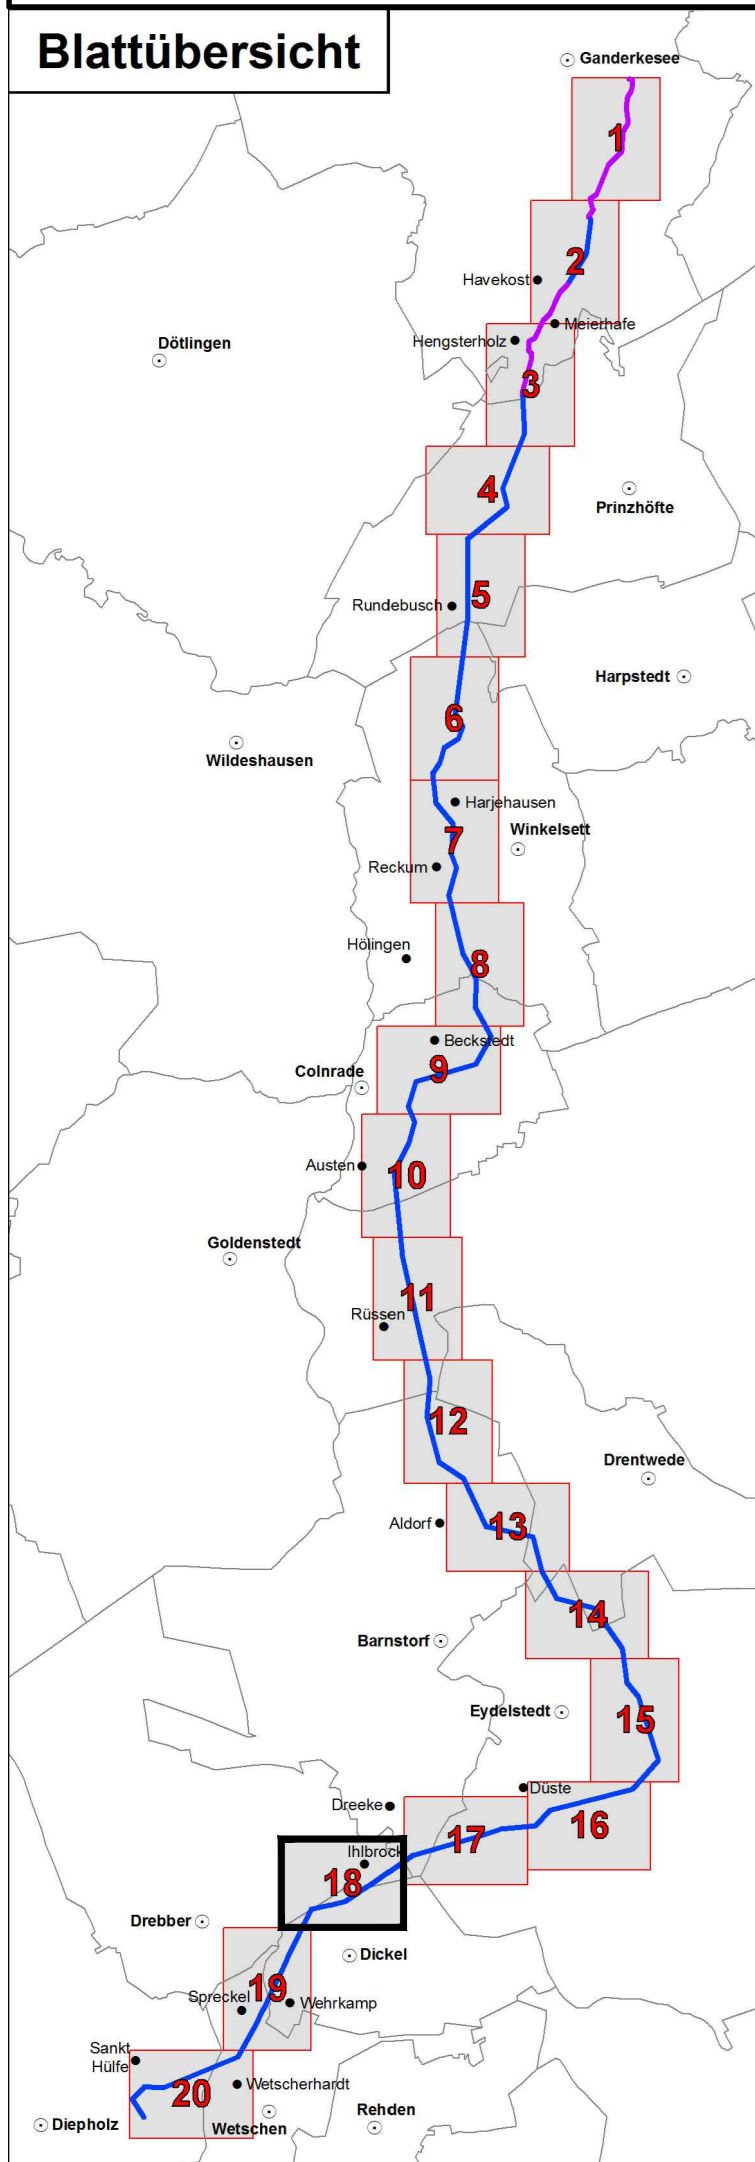 Blattübersicht
Ganderkesee
1
2
Havekost
Meierhafe
Hengsterholz
Dötlingen
3
4
Prinzhöfte
5
Rundebusch
Harpstedt
6
Wildeshausen
Harjehausen
Winkelsett
7
Reckum
Hölingen
8
Beckstedt
9
Colnrade
Austen
10
Goldenstedt
11
Rüssen
12
Drentwede
Aldorf
13
14
Barnstorf
Eydelstedt
15
Düste
Dreeke
16
17
Ihlbrock
18
Drebber
Dickel
19
Spreckel
Wehrkamp
Sankt
Hülfe
Wetscherhardt
20
Rehden
Diepholz
Wetschen